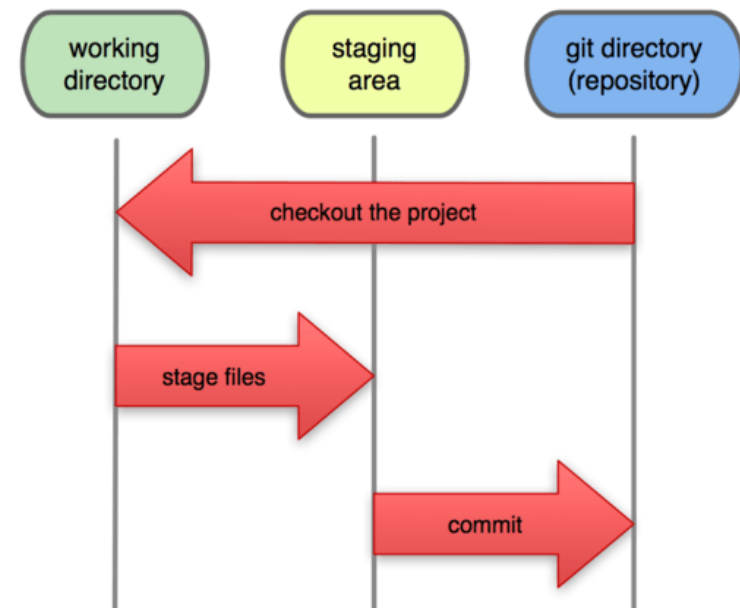 working
directory
staging
area
git directory
(repository)
checkout the project
stage files
commit